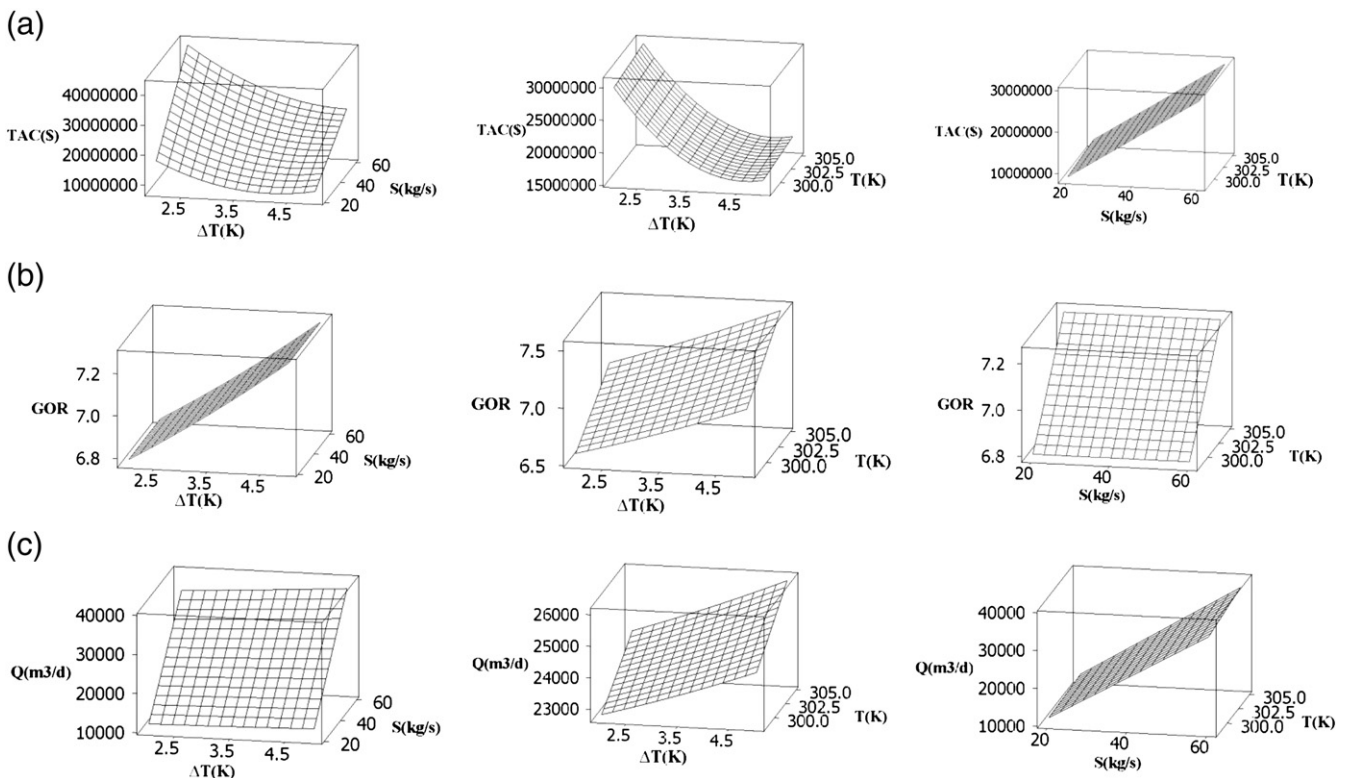 (a)
40000000
30000000
TAC($)
20000000
10000000
2.5
3.5
4.5
ΔT(K)
20
40
60
S(kg/s)
30000000
25000000
TAC($)
20000000
15000000
2.5
3.5
4.5
ΔT(K)
300.0
302.5
305.0
T(K)
30000000
TAC($)
20000000
10000000
20
40
60
S(kg/s)
300.0
302.5
305.0
T(K)
(b)
7.2
GOR
7.0
6.8
2.5
3.5
4.5
ΔT(K)
20
40
60
S(kg/s)
7.5
GOR
7.0
6.5
2.5
3.5
4.5
ΔT(K)
300.0
302.5
305.0
T(K)
7.2
GOR
7.0
6.8
20
40
60
S(kg/s)
300.0
302.5
305.0
T(K)
(c)
40000
30000
Q(m3/d)
20000
10000
2.5
3.5
4.5
ΔT(K)
20
40
60
S(kg/s)
26000
25000
Q(m3/d)
24000
23000
2.5
3.5
4.5
ΔT(K)
300.0
302.5
305.0
T(K)
40000
30000
Q(m3/d)
20000
10000
20
40
60
S(kg/s)
300.0
302.5
305.0
T(K)